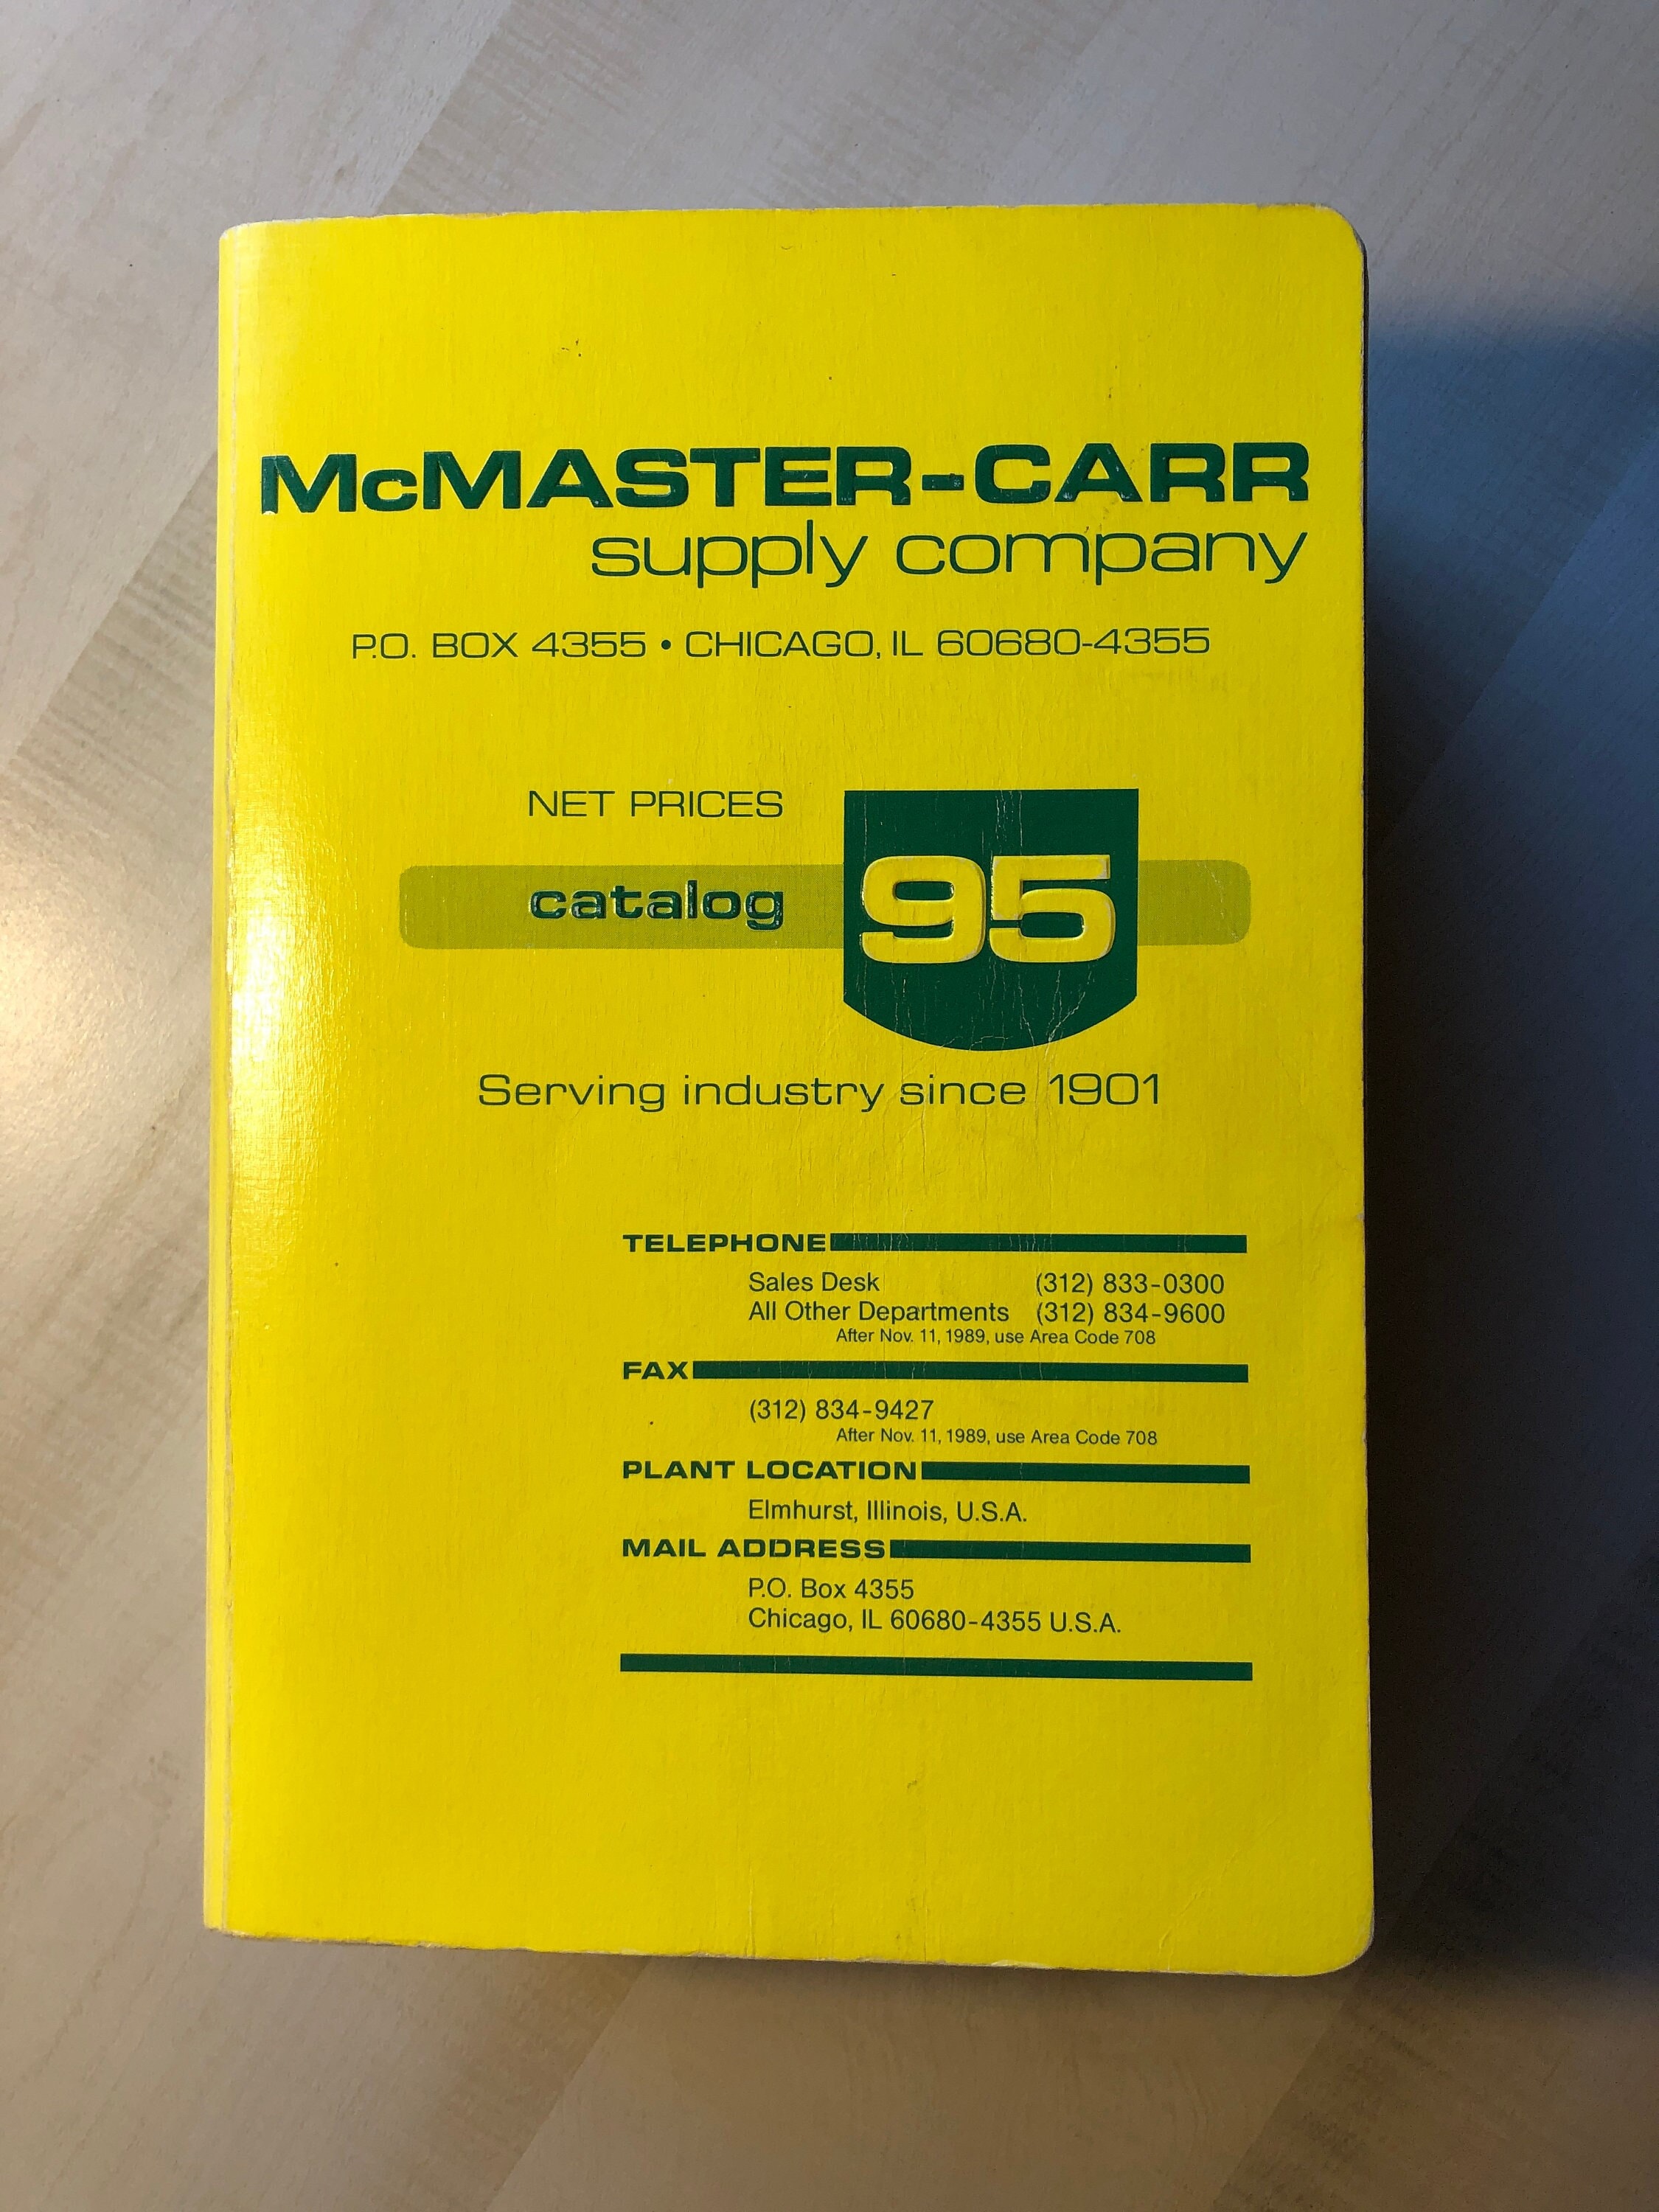 McMASTER-CARR
supply company
P.O. BOX 4355 • CHICAGO, IL 60680-4355
NET PRICES
catalog 95
Serving industry since 1901
TELEPHONE
Sales Desk (312) 833-0300
All Other Departments (312) 834-9600
After Nov. 11, 1989, use Area Code 708
FAX
(312) 834-9427
After Nov. 11, 1989, use Area Code 708
PLANT LOCATION
Elmhurst, Illinois, U.S.A.
MAIL ADDRESS
P.O. Box 4355
Chicago, IL 60680-4355 U.S.A.